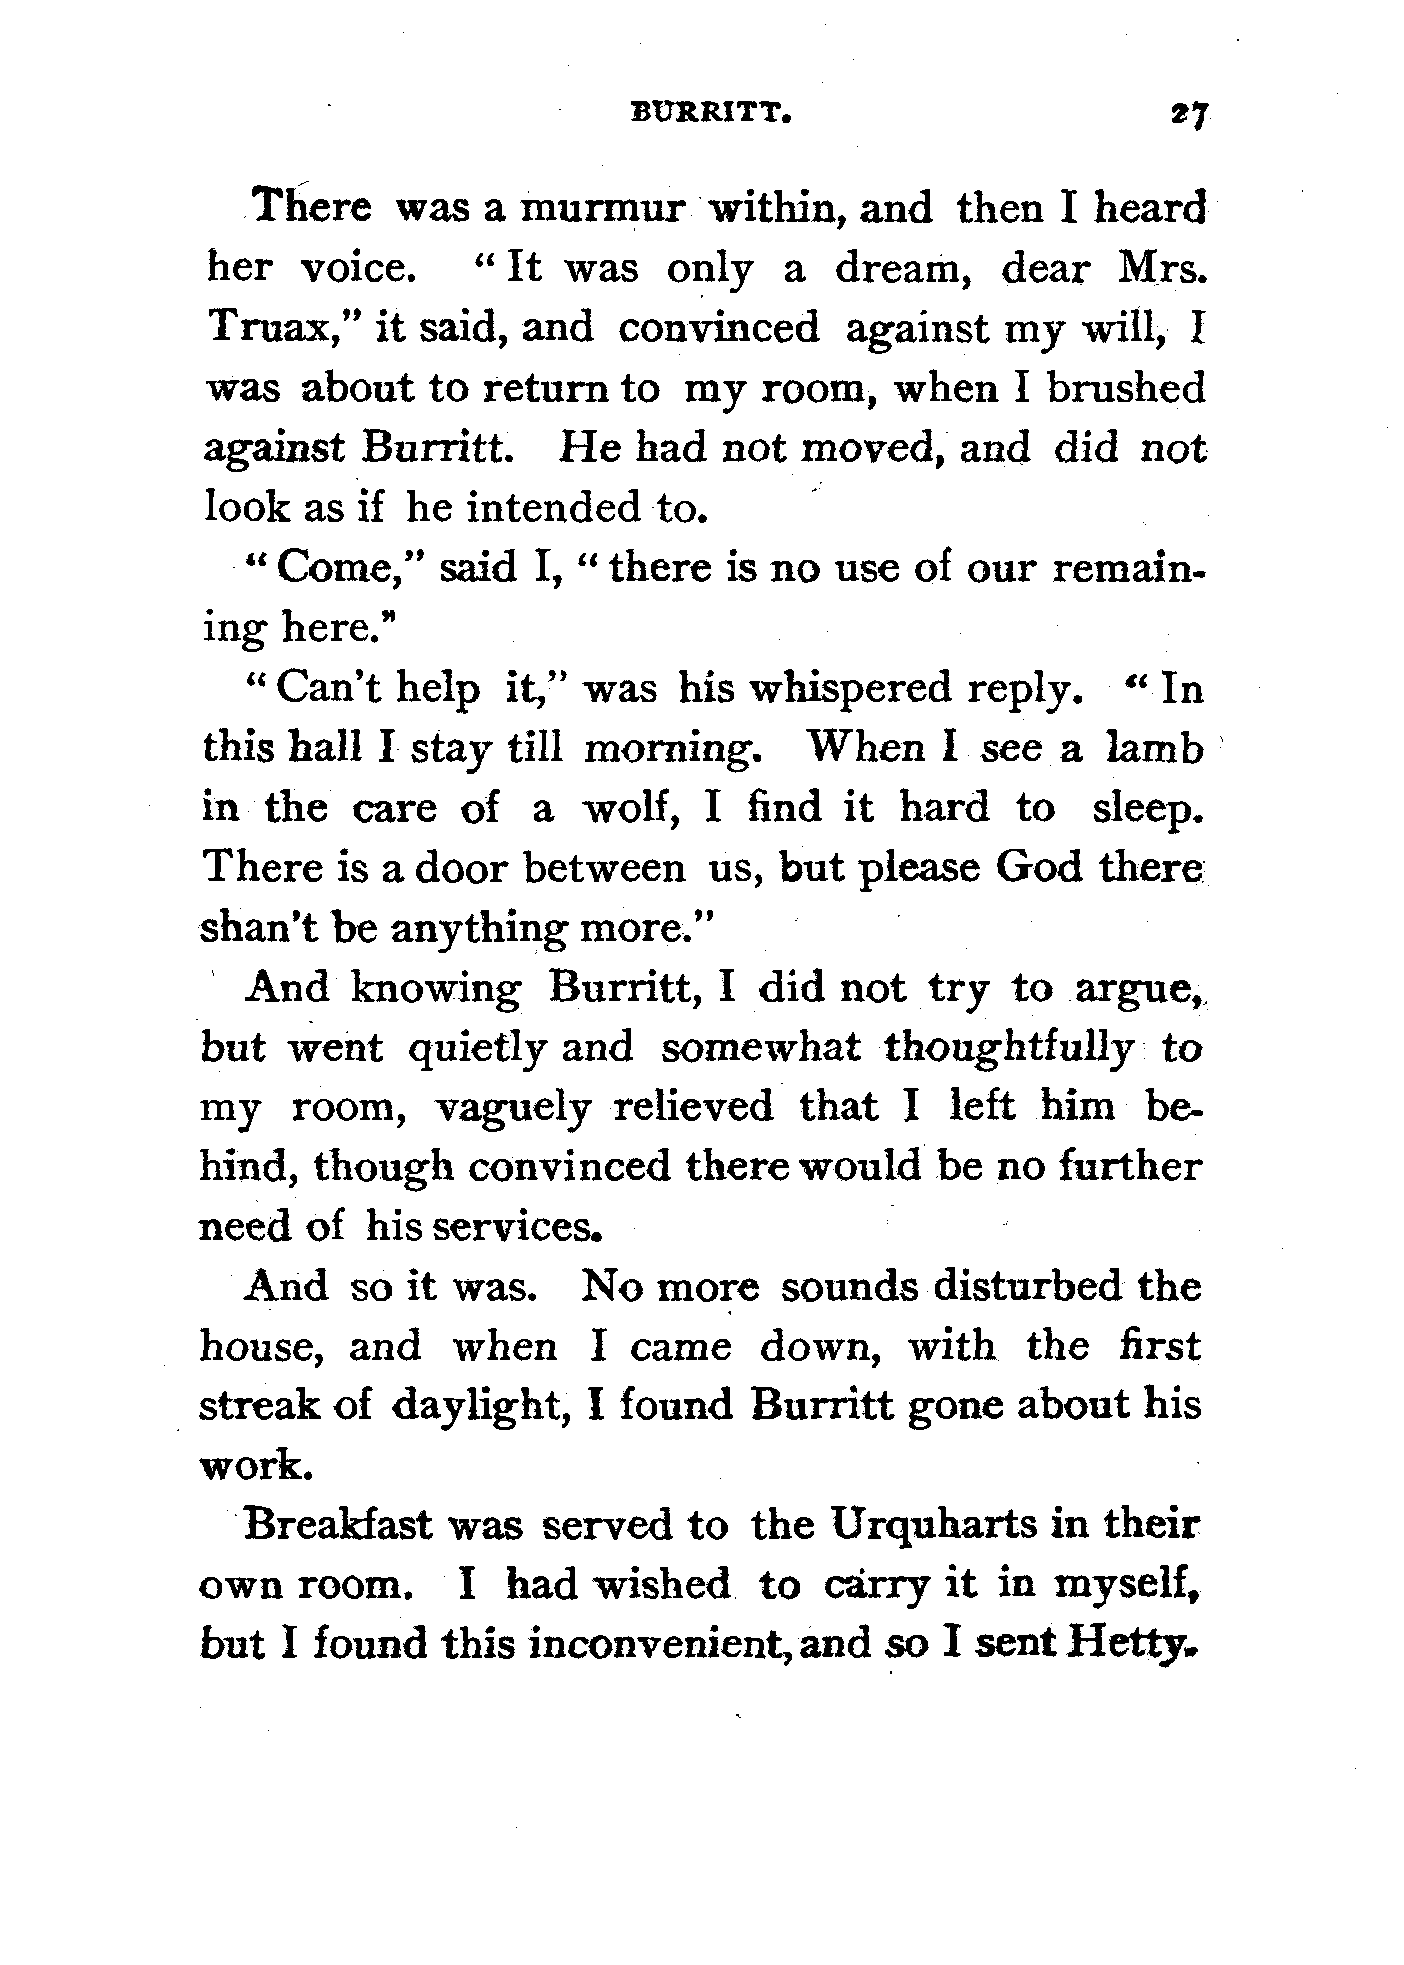 BURRITT. 27
There was a murmur within, and then I heard
her voice. “ It was only a dream, dear Mrs.
Truax,” it said, and convinced against my will, I
was about to return to my room, when I brushed
against Burritt. He had not moved, and did not
look as if he intended to.
“ Come,” said I, “ there is no use of our remain-
ing here.”
“ Can't help it,” was his whispered reply. “ In
this hall I stay till morning. When I see a lamb
in the care of a wolf, I find it hard to sleep.
There is a door between us, but please God there
shan't be anything more.”
And knowing Burritt, I did not try to argue,
but went quietly and somewhat thoughtfully to
my room, vaguely relieved that I left him be-
hind, though convinced there would be no further
need of his services.
And so it was. No more sounds disturbed the
house, and when I came down, with the first
streak of daylight, I found Burritt gone about his
work.
Breakfast was served to the Urquharts in their
own room. I had wished to carry it in myself,
but I found this inconvenient, and so I sent Hetty.